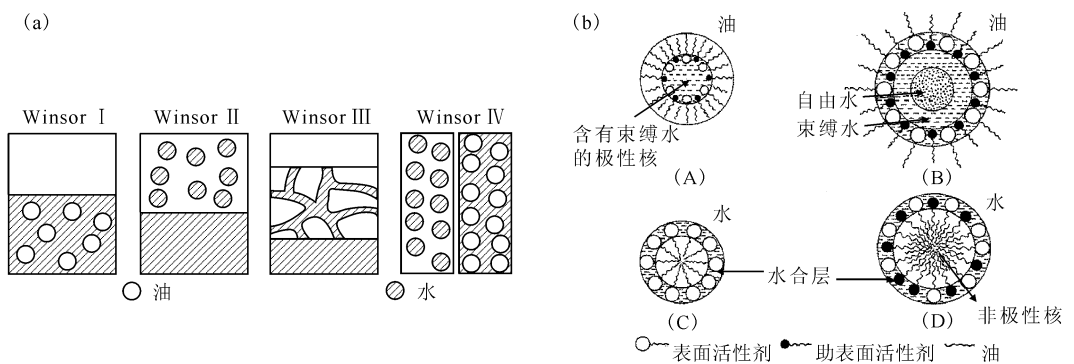 (a)
Winsor Ⅰ
Winsor Ⅱ
Winsor Ⅲ
Winsor Ⅳ
油
水
(b)
油
含有束缚水
的极性核
(A)
油
自由水
束缚水
(B)
水
水合层
(C)
水
非极性核
(D)
表面活性剂
助表面活性剂
油